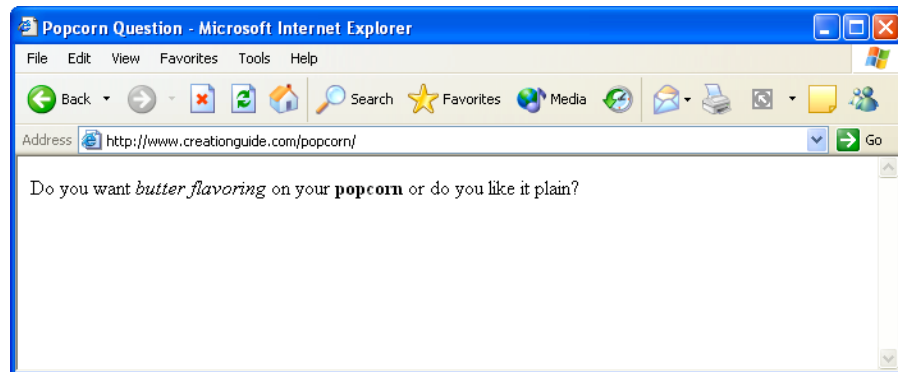 Popcorn Question - Microsoft Internet Explorer
File Edit View Favorites Tools Help
Back Search Favorites Media
Address http://www.creationguide.com/popcorn/ Go
Do you want butter flavoring on your popcorn or do you like it plain?